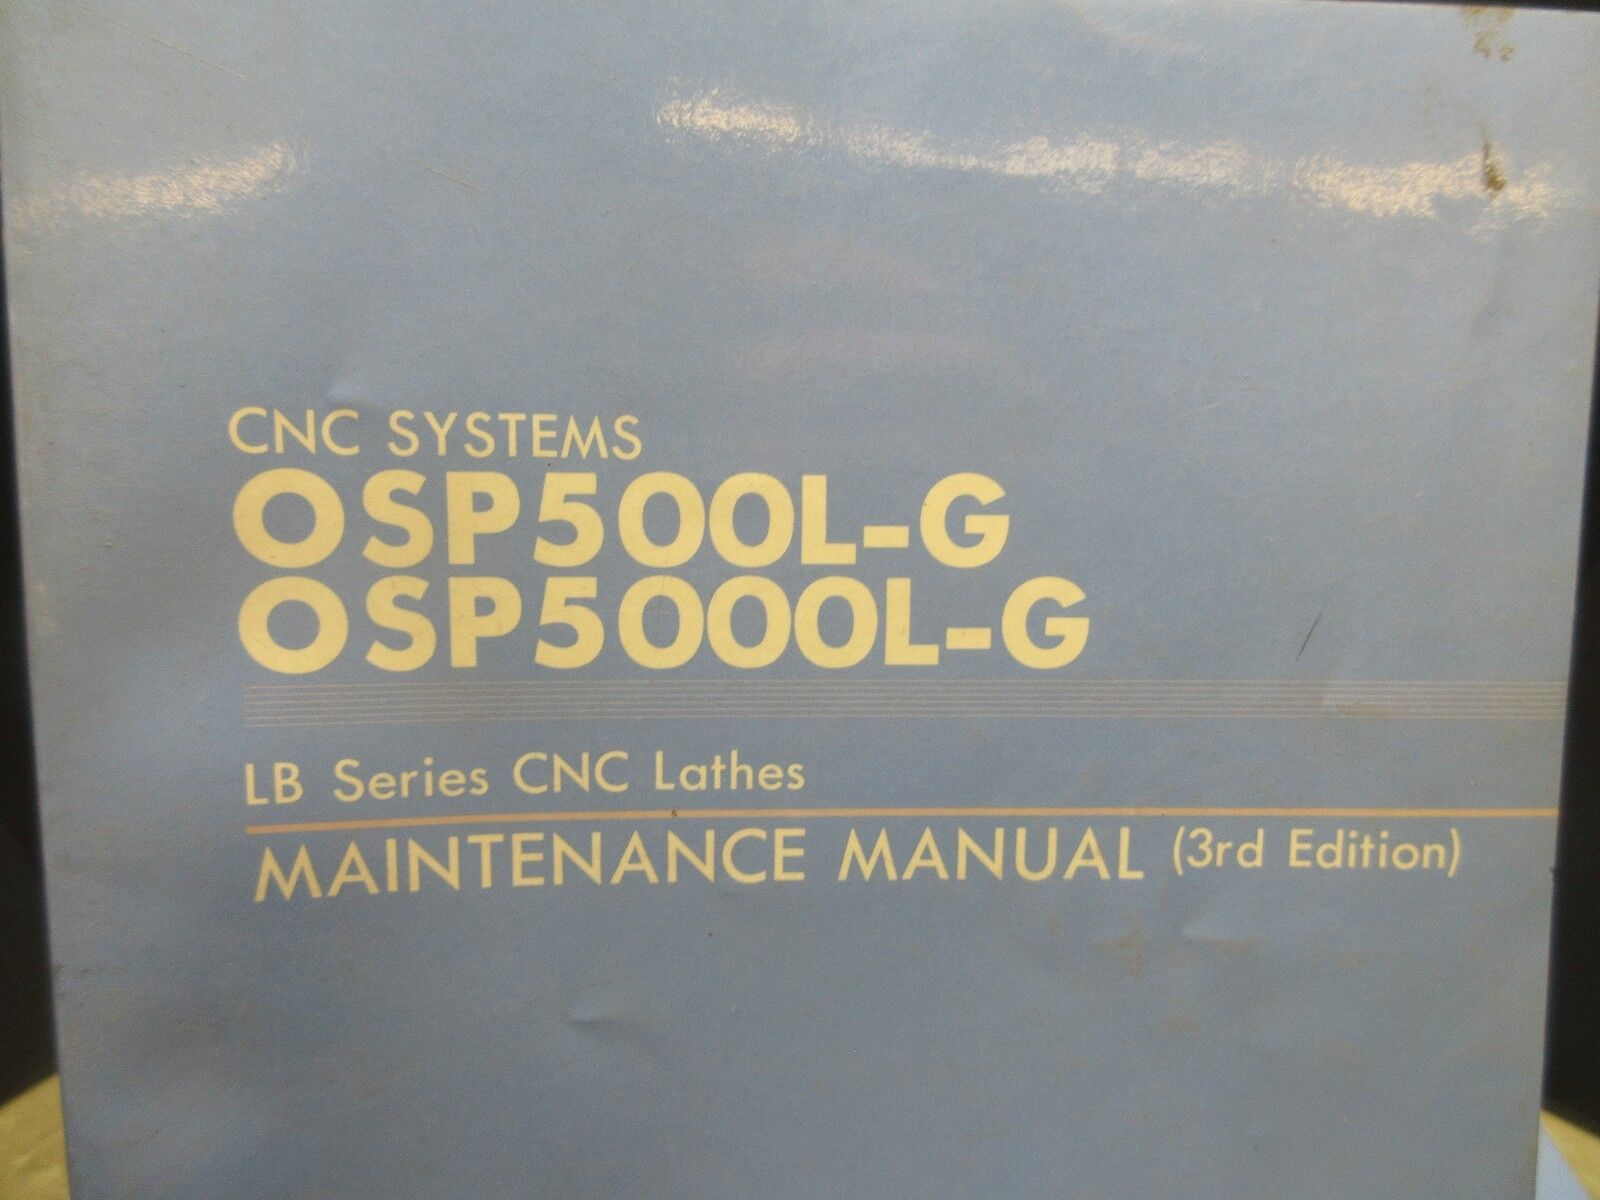 CNC SYSTEMS
OSP500L-G
OSP5000L-G
LB Series CNC Lathes
MAINTENANCE MANUAL (3rd Edition)